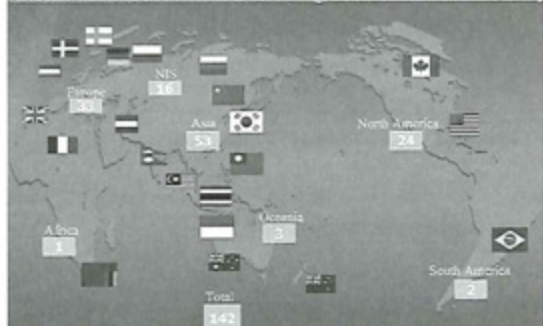 NIS
16
Europe
33
Asia
53
North America
24
Africa
1
Oceania
3
South America
2
Total
142